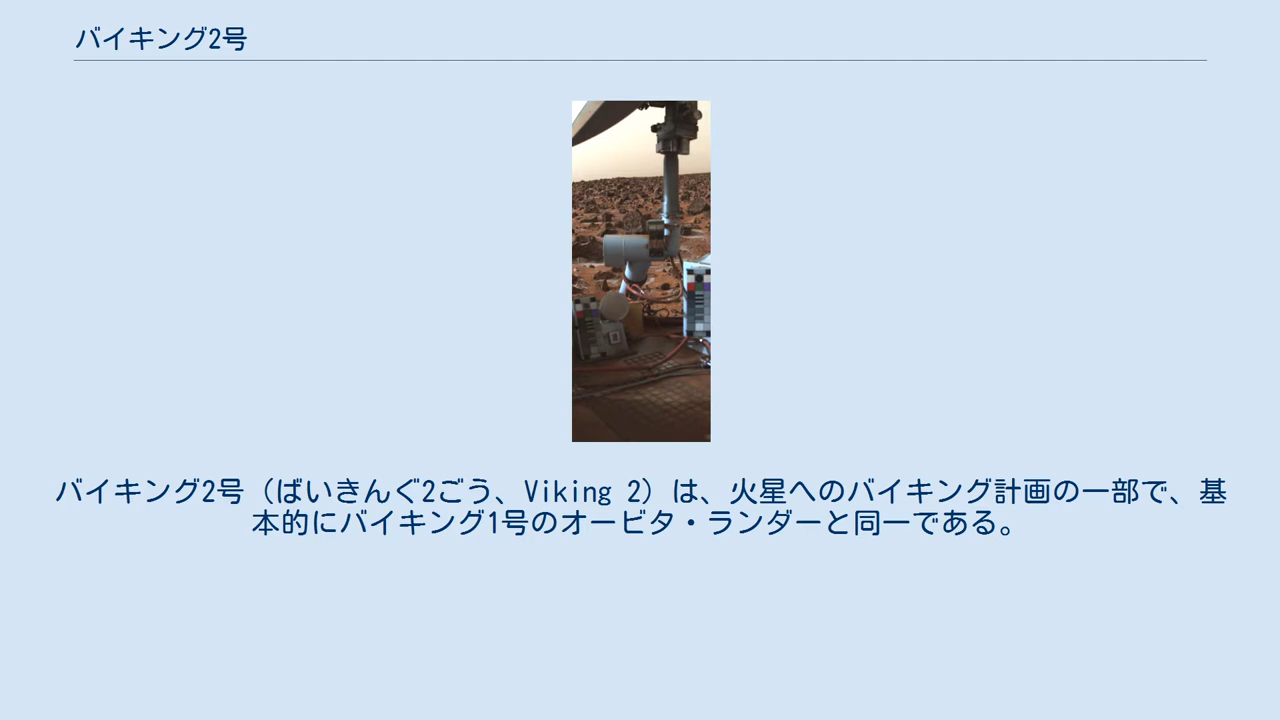 バイキング2号
バイキング2号（ばいきんぐ2ごう、Viking 2）は、火星へのバイキング計画の一部で、基
本的にバイキング1号のオービタ・ランダーと同一である。